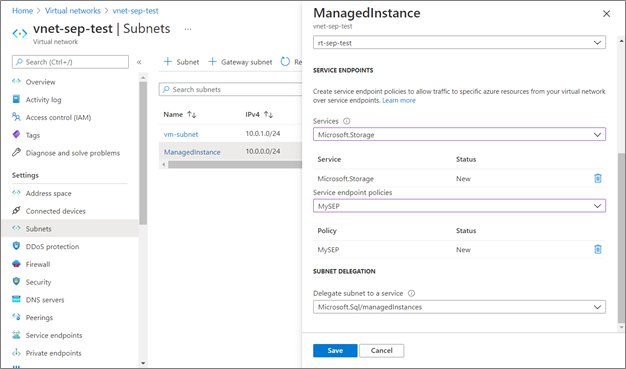 Home > Virtual networks > vnet-sep-test
vnet-sep-test | Subnets ...
Virtual network
Search (Ctrl+/)
«
Overview
Activity log
Access control (IAM)
Tags
Diagnose and solve problems
Settings
Address space
Connected devices
Subnets
DDoS protection
Firewall
Security
DNS servers
Peerings
Service endpoints
Private endpoints
+ Subnet + Gateway subnet Re
Search subnets
Name ↑↓ IPv4 ↑↓
vm-subnet 10.0.1.0/24
ManagedInstance 10.0.0.0/24
ManagedInstance
vnet-sep-test
rt-sep-test
SERVICE ENDPOINTS
Create service endpoint policies to allow traffic to specific azure resources from your virtual network
over service endpoints. Learn more
Services
Microsoft.Storage
Service Status
Microsoft.Storage New
Service endpoint policies
MySEP
Policy Status
MySEP New
SUBNET DELEGATION
Delegate subnet to a service
Microsoft.Sql/managedInstances
Save Cancel